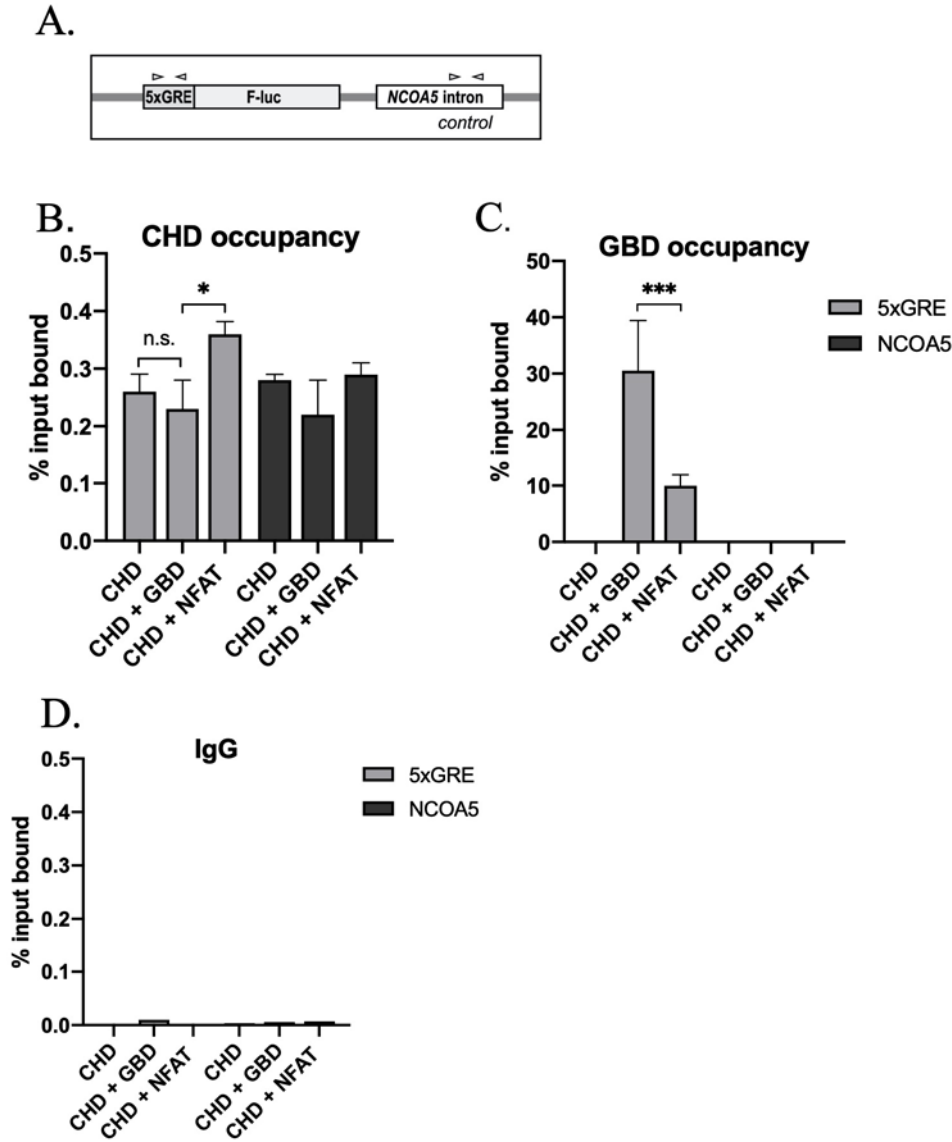 A.
5xGRE F-luc NCOA5 intron
control
B.
CHD occupancy
% input bound
0.5
0.4
0.3
0.2
0.1
0.0
n.s.
*
CHD
CHD + GBD
CHD + NFAT
CHD
CHD + GBD
CHD + NFAT
C.
GBD occupancy
% input bound
50
40
30
20
10
0
***
CHD
CHD + GBD
CHD + NFAT
CHD
CHD + GBD
CHD + NFAT
5xGRE
NCOA5
D.
IgG
% input bound
0.5
0.4
0.3
0.2
0.1
0.0
CHD
CHD + GBD
CHD + NFAT
CHD
CHD + GBD
CHD + NFAT
5xGRE
NCOA5